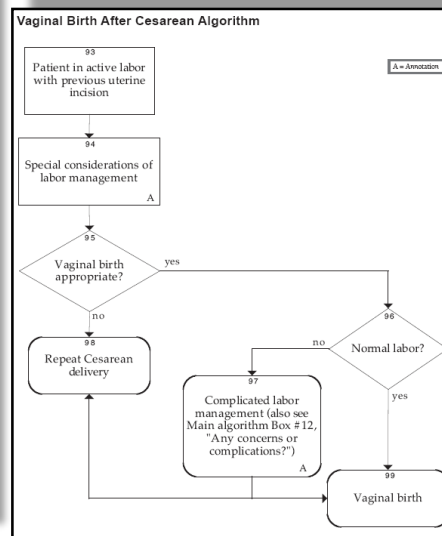 Vaginal Birth After Cesarean Algorithm
A = Annotation
93
Patient in active labor
with previous uterine
incision
94
Special considerations of
labor management
A
95
Vaginal birth
appropriate?
yes
no
96
Normal labor?
no
yes
97
Complicated labor
management (also see
Main algorithm Box #12,
"Any concerns or
complications?")
A
98
Repeat Cesarean
delivery
99
Vaginal birth